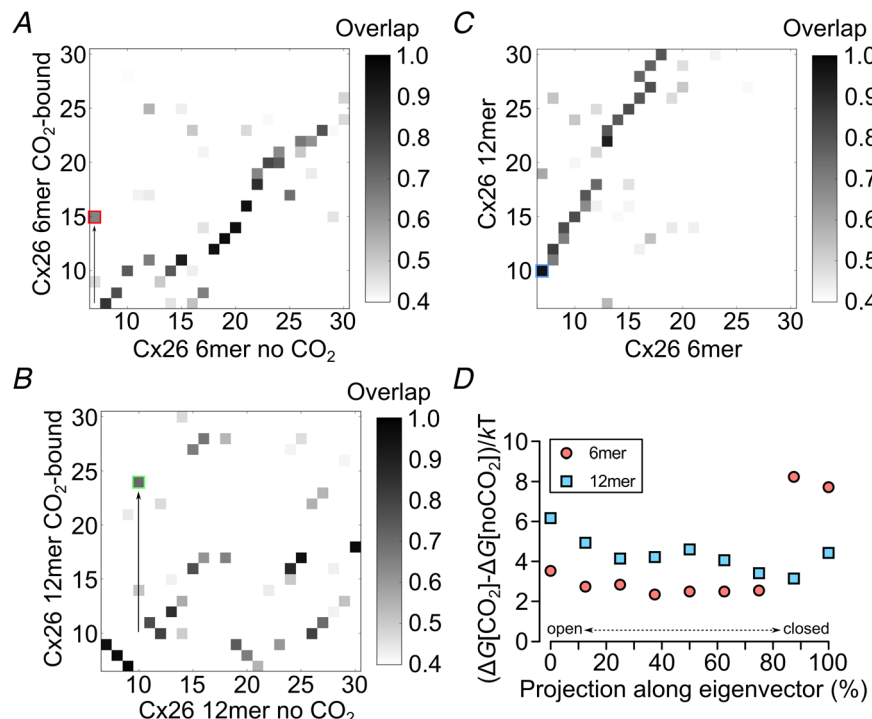 A
Overlap
Cx26 6mer CO2-bound
30
25
20
15
10
10 15 20 25 30
Cx26 6mer no CO2
1.0
0.9
0.8
0.7
0.6
0.5
0.4
C
Overlap
Cx26 12mer
30
25
20
15
10
10 15 20 25 30
Cx26 6mer
1.0
0.9
0.8
0.7
0.6
0.5
B
Overlap
Cx26 12mer CO2-bound
30
25
20
15
10
10 15 20 25 30
Cx26 12mer no CO2
1.0
0.9
0.8
0.7
0.6
0.5
0.4
D
(ΔG[CO2]-ΔG[noCO2])/kT
10
8
6
4
2
0
6mer
12mer
open closed
0 20 40 60 80 100
Projection along eigenvector (%)